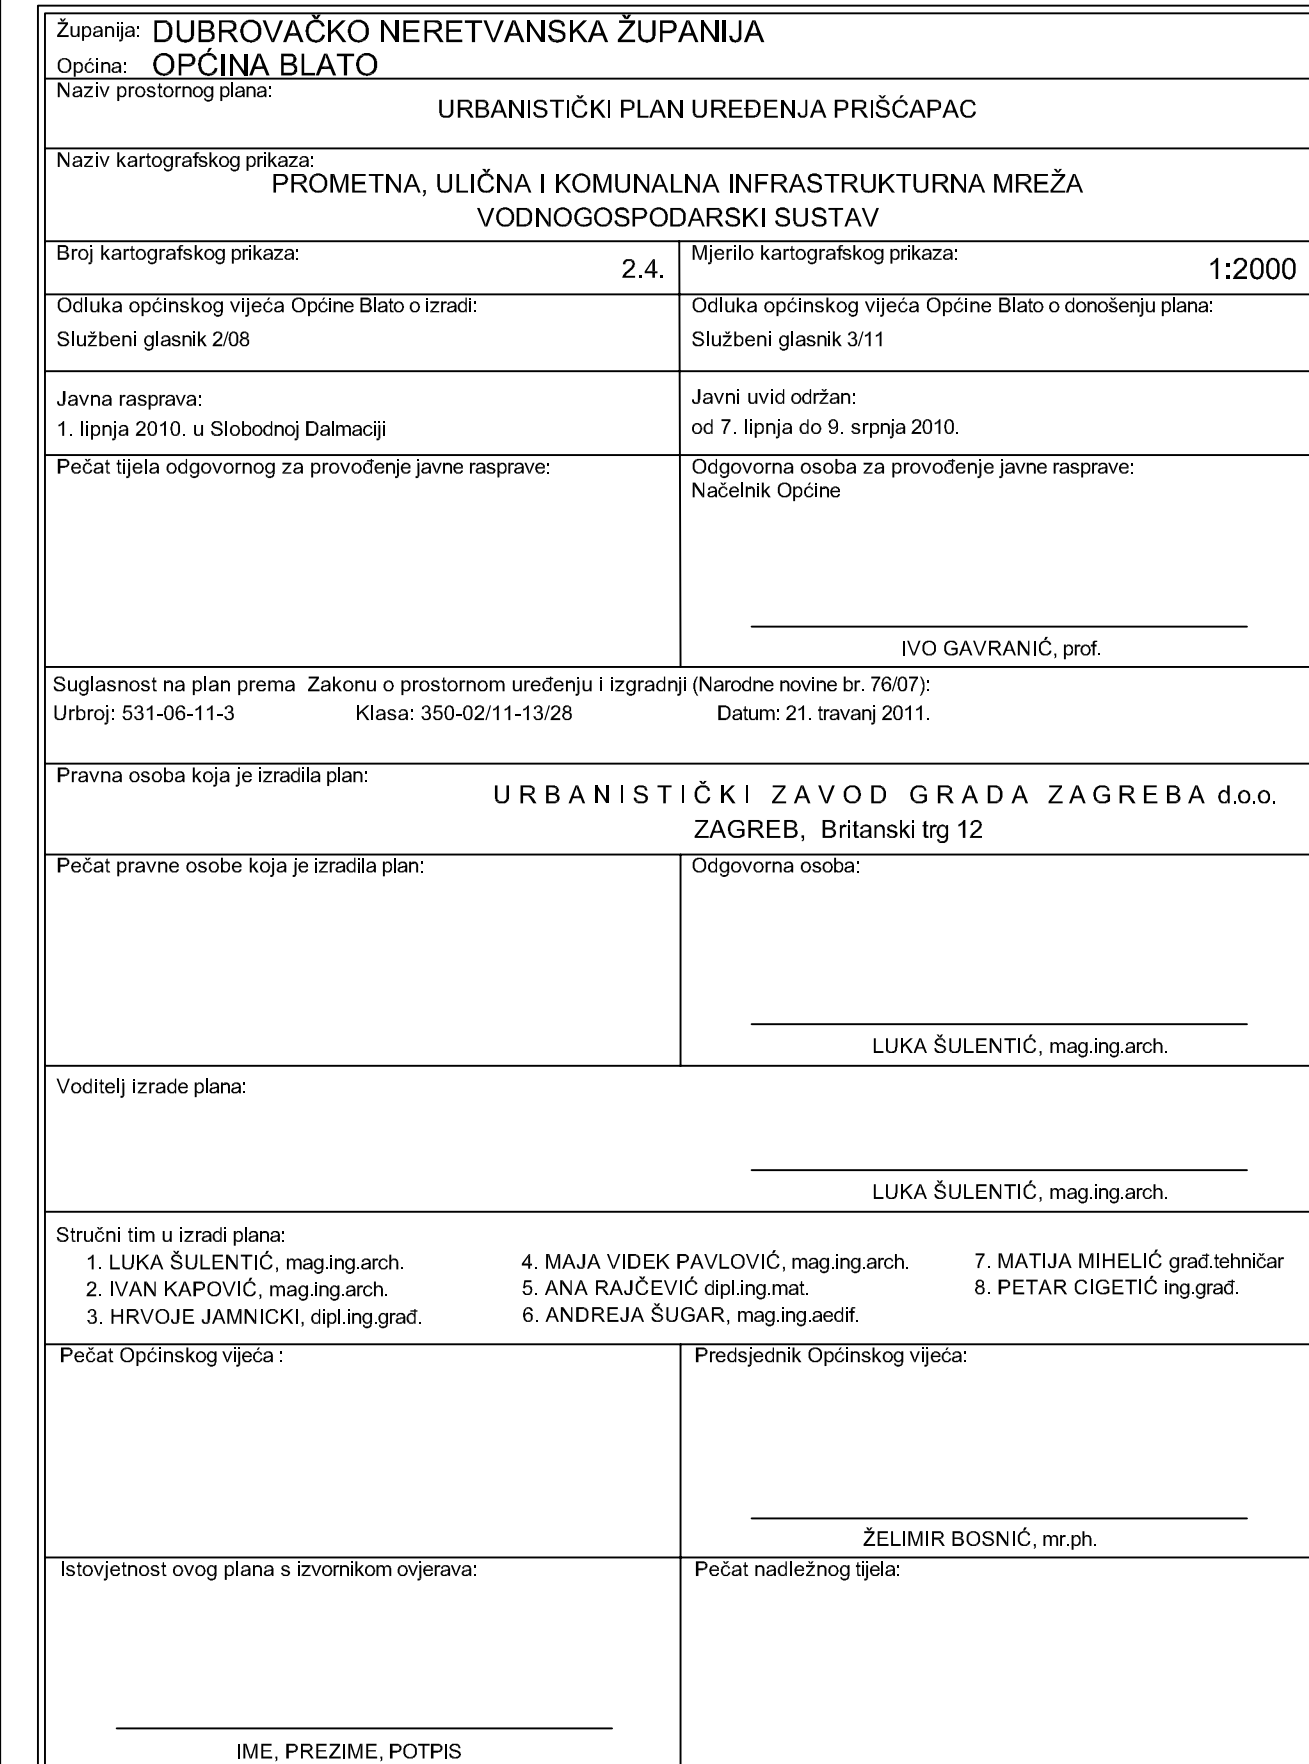 Županija: DUBROVAČKO NERETVANSKA ŽUPANIJA
Općina: OPĆINA BLATO
Naziv prostornog plana:
URBANISTIČKI PLAN UREĐENJA PRIŠĆAPAC
Naziv kartografskog prikaza:
PROMETNA, ULIČNA I KOMUNALNA INFRASTRUKTURNA MREŽA
VODNOGOSPODARSKI SUSTAV
Broj kartografskog prikaza:
2.4.
Mjerilo kartografskog prikaza:
1:2000
Odluka općinskog vijeća Općine Blato o izradi:
Službeni glasnik 2/08
Odluka općinskog vijeća Općine Blato o donošenju plana:
Službeni glasnik 3/11
Javna rasprava:
1. lipnja 2010. u Slobodnoj Dalmaciji
Javni uvid održan:
od 7. lipnja do 9. srpnja 2010.
Pečat tijela odgovornog za provođenje javne rasprave:
Odgovorna osoba za provođenje javne rasprave:
Načelnik Općine
IVO GAVRANIĆ, prof.
Suglasnost na plan prema Zakonu o prostornom uređenju i izgradnji (Narodne novine br. 76/07):
Urbroj: 531-06-11-3 Klasa: 350-02/11-13/28 Datum: 21. travanj 2011.
Pravna osoba koja je izradila plan:
URBANISTIČKI ZAVOD GRADA ZAGREBA d.o.o.
ZAGREB, Britanski trg 12
Pečat pravne osobe koja je izradila plan:
Odgovorna osoba:
LUKA ŠULENTIĆ, mag.ing.arch.
Voditelj izrade plana:
LUKA ŠULENTIĆ, mag.ing.arch.
Stručni tim u izradi plana:
1. LUKA ŠULENTIĆ, mag.ing.arch.
2. IVAN KAPOVIĆ, mag.ing.arch.
3. HRVOJE JAMNICKI, dipl.ing.građ.
4. MAJA VIDEK PAVLOVIĆ, mag.ing.arch.
5. ANA RAJČEVIĆ dipl.ing.mat.
6. ANDREJA ŠUGAR, mag.ing.aedif.
7. MATIJA MIHELIĆ građ.tehničar
8. PETAR CIGETIĆ ing.građ.
Pečat Općinskog vijeća :
Predsjednik Općinskog vijeća:
ŽELIMIR BOSNIĆ, mr.ph.
Istovjetnost ovog plana s izvornikom ovjerava:
IME, PREZIME, POTPIS
Pečat nadležnog tijela: